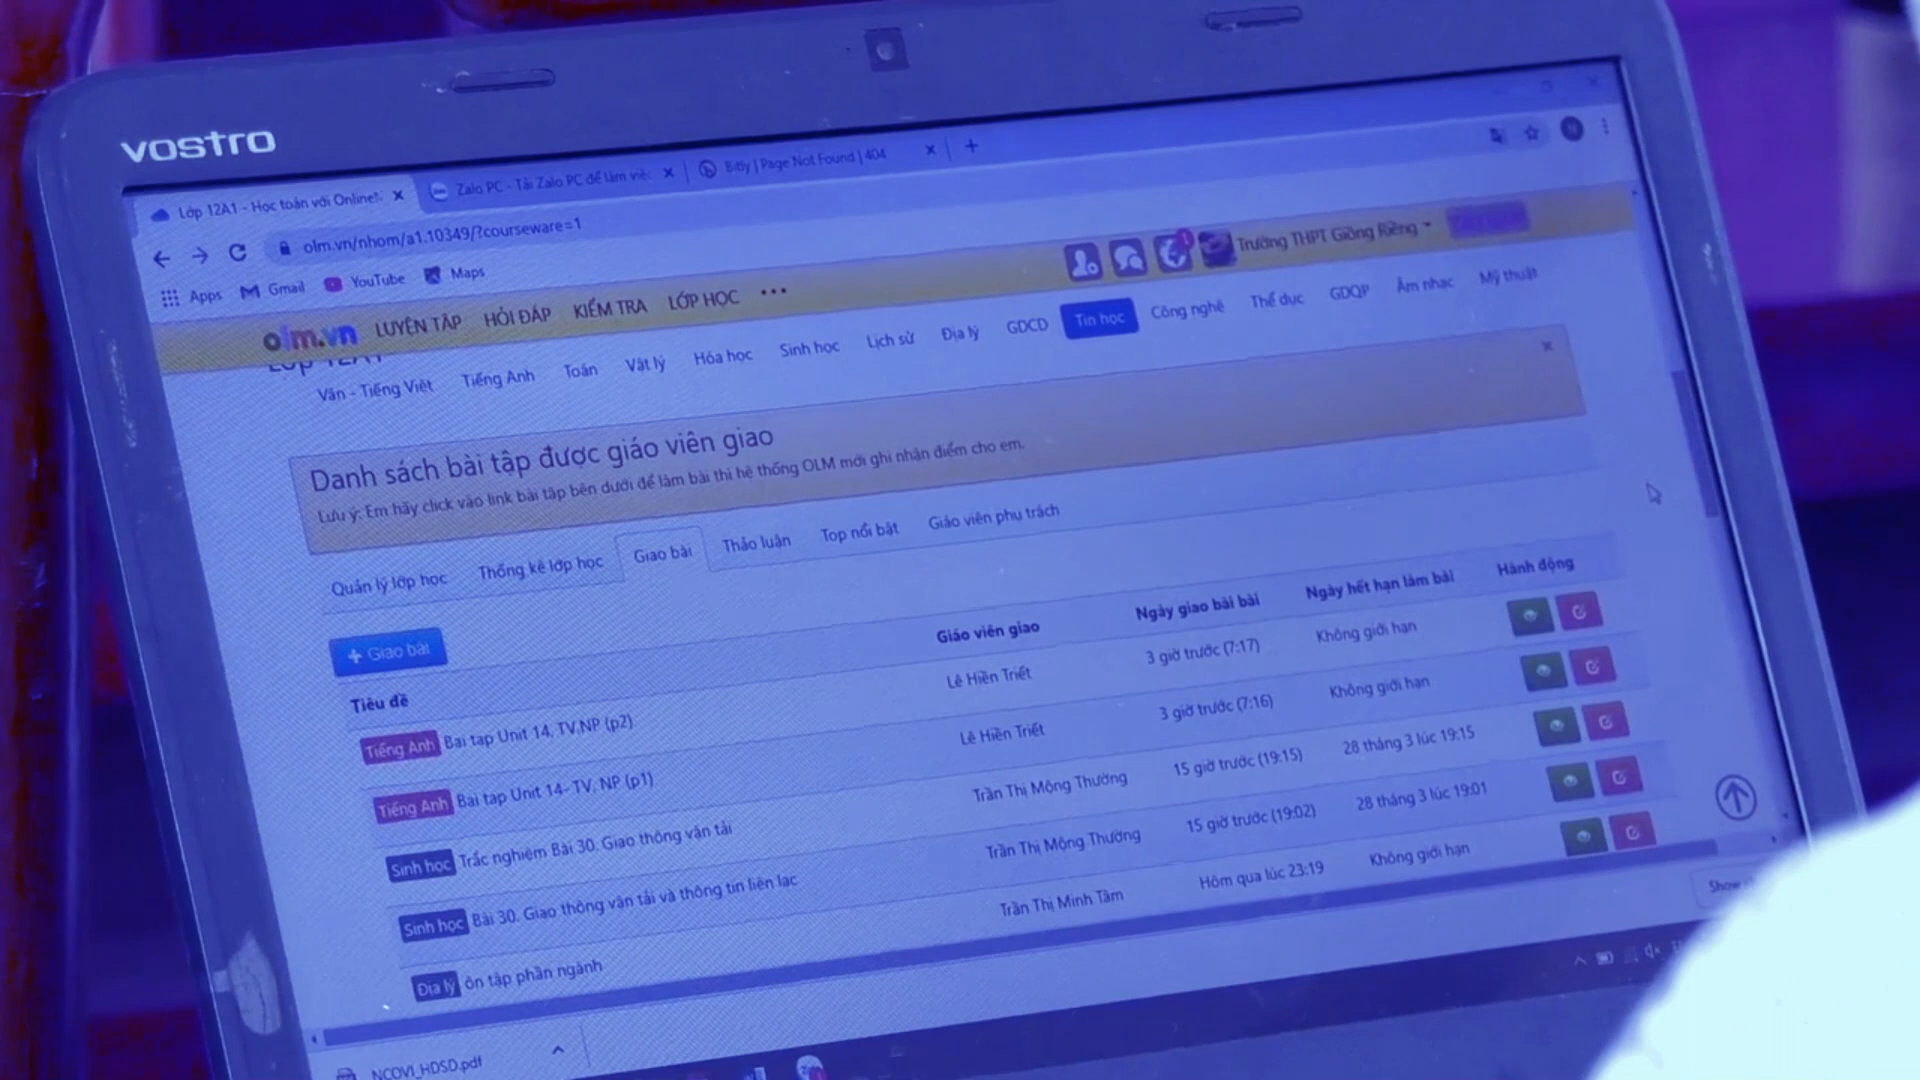 vostro
Lớp 12A1 - Học toán với Online
Zalo PC - Tải Zalo PC để làm việc
Bitly | Page Not Found | 404
olm.vn/nhom/a1.10349/?courseware=1
Apps Gmail YouTube Maps
olm.vn LUYỆN TẬP HỎI ĐÁP KIỂM TRA LỚP HỌC ••• 1 Trường THPT Giồng Riềng
Văn - Tiếng Việt Tiếng Anh Toán Vật lý Hóa học Sinh học Lịch sử Địa lý GDCD Tin học Công nghệ Thể dục GDQP Âm nhạc Mỹ thuật
Danh sách bài tập được giáo viên giao
Lưu ý: Em hãy click vào link bài tập bên dưới để làm bài thì hệ thống OLM mới ghi nhận điểm cho em.
Quản lý lớp học Thống kê lớp học Giao bài Thảo luận Top nổi bật Giáo viên phụ trách
+ Giao bài
Tiêu đề Giáo viên giao Ngày giao bài bài Ngày hết hạn làm bài Hành động
Tiếng Anh Bai tap Unit 14, TV,NP (p2) Lê Hiền Triết 3 giờ trước (7:17) Không giới hạn
Tiếng Anh Bai tap Unit 14- TV, NP (p1) Lê Hiền Triết 3 giờ trước (7:16) Không giới hạn
Sinh học Trắc nghiệm Bài 30. Giao thông vận tải Trần Thị Mộng Thường 15 giờ trước (19:15) 28 tháng 3 lúc 19:15
Sinh học Bài 30. Giao thông vận tải và thông tin liên lạc Trần Thị Mộng Thường 15 giờ trước (19:02) 28 tháng 3 lúc 19:01
Địa lý ôn tập phần ngành Trần Thị Minh Tâm Hôm qua lúc 23:19 Không giới hạn
Show
NCOVI_HDSD.pdf